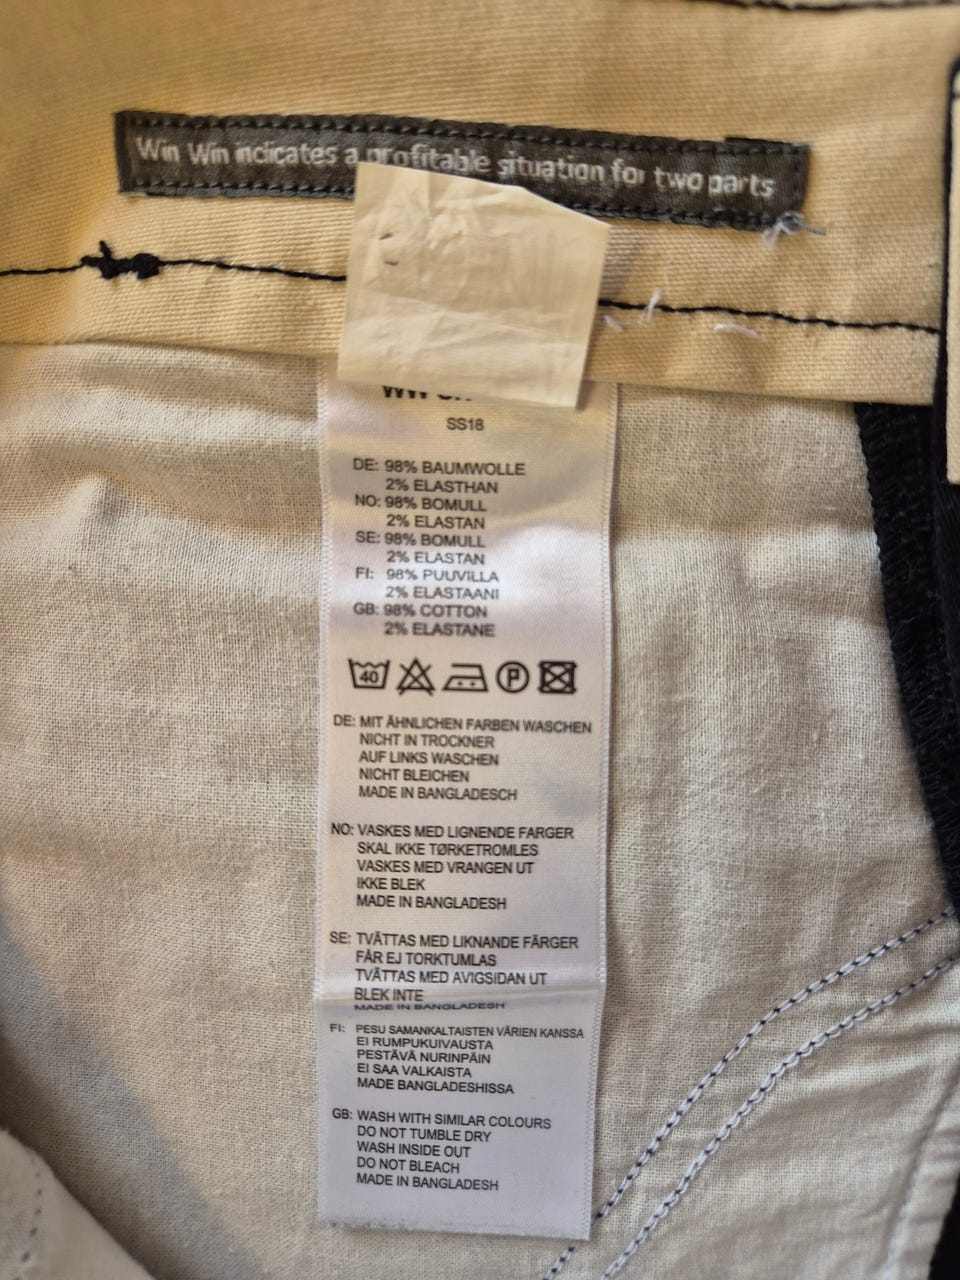 Win Win indicates a profitable situation for two parts
SS18
DE: 98% BAUMWOLLE
2% ELASTHAN
NO: 98% BOMULL
2% ELASTAN
SE: 98% BOMULL
2% ELASTAN
FI: 98% PUUVILLA
2% ELASTAANI
GB: 98% COTTON
2% ELASTANE
40 P
DE: MIT ÄHNLICHEN FARBEN WASCHEN
NICHT IN TROCKNER
AUF LINKS WASCHEN
NICHT BLEICHEN
MADE IN BANGLADESCH
NO: VASKES MED LIGNENDE FARGER
SKAL IKKE TØRKETROMLES
VASKES MED VRANGEN UT
IKKE BLEK
MADE IN BANGLADESH
SE: TVÄTTAS MED LIKNANDE FÄRGER
FÅR EJ TORKTUMLAS
TVÄTTAS MED AVIGSIDAN UT
BLEK INTE
MADE IN BANGLADESH
FI: PESU SAMANKALTAISTEN VÄRIEN KANSSA
EI RUMPUKUIVAUSTA
PESTÄVÄ NURINPÄIN
EI SAA VALKAISTA
MADE BANGLADESHISSA
GB: WASH WITH SIMILAR COLOURS
DO NOT TUMBLE DRY
WASH INSIDE OUT
DO NOT BLEACH
MADE IN BANGLADESH